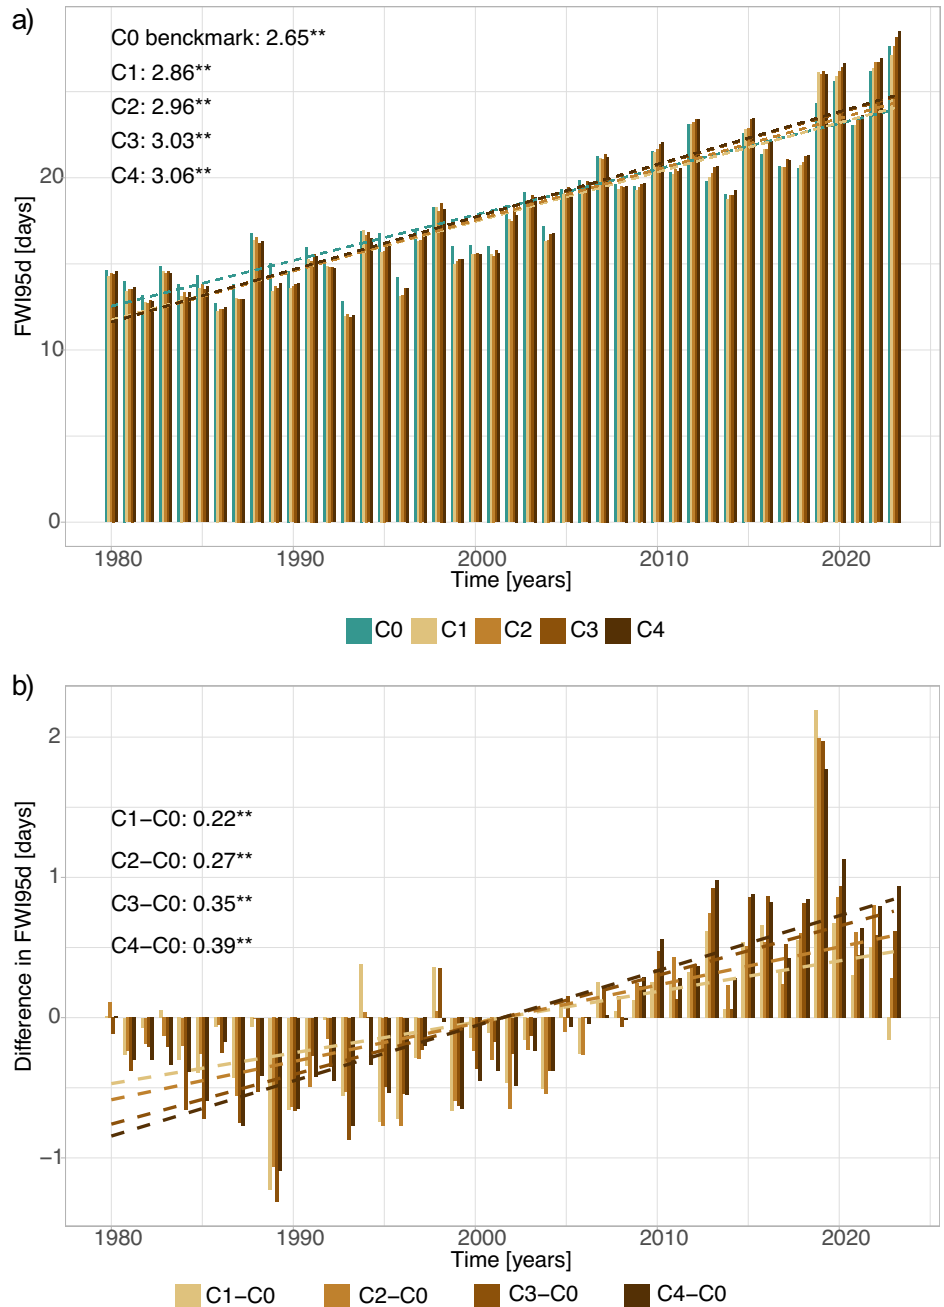 a)
C0 benckmark: 2.65**
C1: 2.86**
C2: 2.96**
C3: 3.03**
C4: 3.06**
FWI95d [days]
20
10
0
1980 1990 2000 2010 2020
Time [years]
C0 C1 C2 C3 C4
b)
2
C1−C0: 0.22**
C2−C0: 0.27**
C3−C0: 0.35**
C4−C0: 0.39**
Difference in FWI95d [days]
1
0
−1
1980 1990 2000 2010 2020
Time [years]
C1−C0 C2−C0 C3−C0 C4−C0